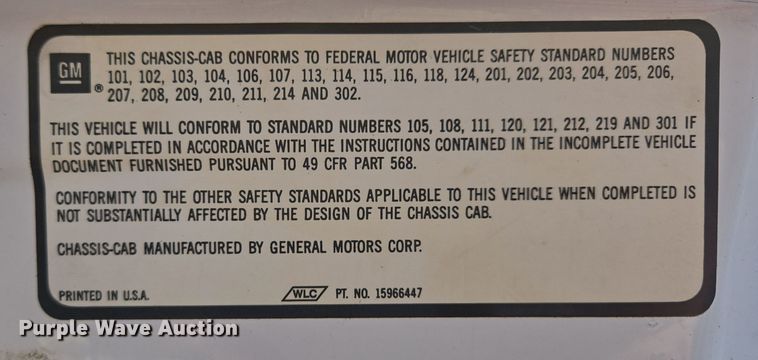 GM
®
THIS CHASSIS-CAB CONFORMS TO FEDERAL MOTOR VEHICLE SAFETY STANDARD NUMBERS
101, 102, 103, 104, 106, 107, 113, 114, 115, 116, 118, 124, 201, 202, 203, 204, 205, 206,
207, 208, 209, 210, 211, 214 AND 302.
THIS VEHICLE WILL CONFORM TO STANDARD NUMBERS 105, 108, 111, 120, 121, 212, 219 AND 301 IF
IT IS COMPLETED IN ACCORDANCE WITH THE INSTRUCTIONS CONTAINED IN THE INCOMPLETE VEHICLE
DOCUMENT FURNISHED PURSUANT TO 49 CFR PART 568.
CONFORMITY TO THE OTHER SAFETY STANDARDS APPLICABLE TO THIS VEHICLE WHEN COMPLETED IS
NOT SUBSTANTIALLY AFFECTED BY THE DESIGN OF THE CHASSIS CAB.
CHASSIS-CAB MANUFACTURED BY GENERAL MOTORS CORP.
PRINTED IN U.S.A. WLC PT. NO. 15966447
Purple Wave Auction